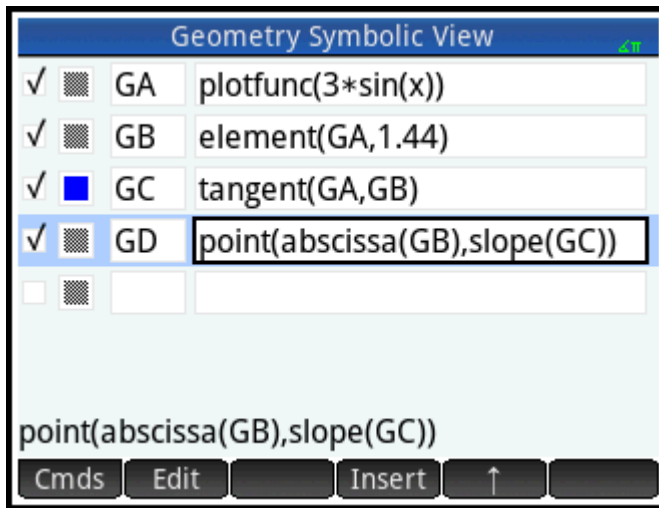 Geometry Symbolic View
∡π
√ GA plotfunc(3*sin(x))
√ GB element(GA,1.44)
√ GC tangent(GA,GB)
√ GD point(abscissa(GB),slope(GC))
point(abscissa(GB),slope(GC))
Cmds Edit Insert ↑